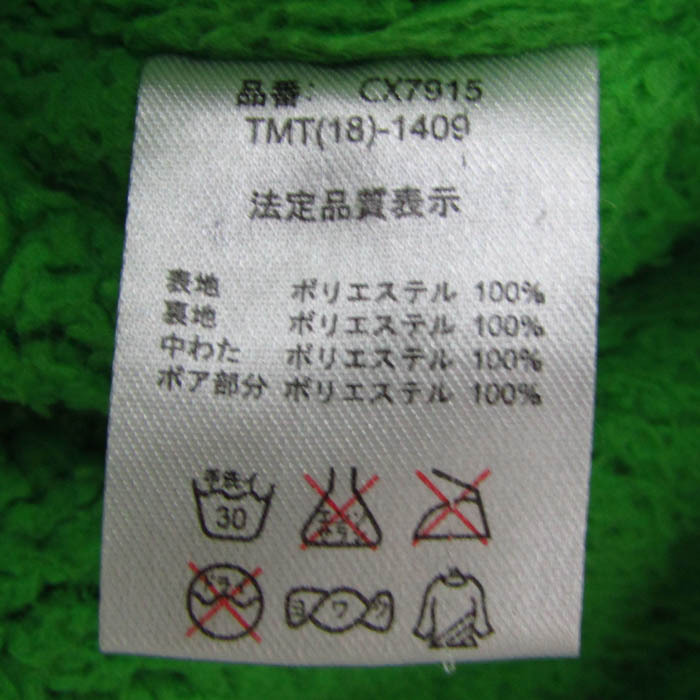 品番: CX7915
TMT(18)-1409
法定品質表示
表地 ポリエステル 100%
裏地 ポリエステル 100%
中わた ポリエステル 100%
ボア部分 ポリエステル 100%
手洗イ
30
エンソ
サラシ
ドライ
ヨワク